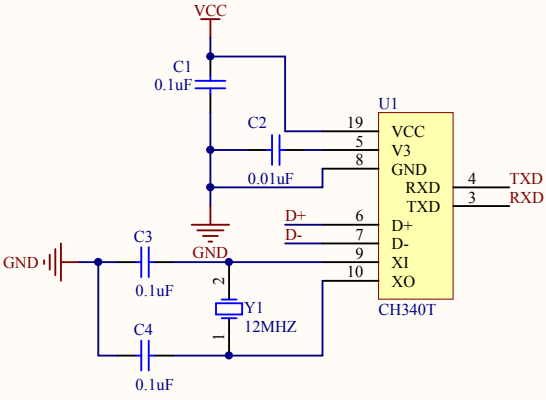 VCC
C1
0.1uF
U1
C2
19
VCC
5
V3
8
GND
0.01uF
RXD
4
TXD
TXD
3
RXD
D+
6
D+
D-
7
D-
GND
C3
9
XI
GND
10
XO
2
0.1uF
Y1
CH340T
12MHZ
C4
1
0.1uF